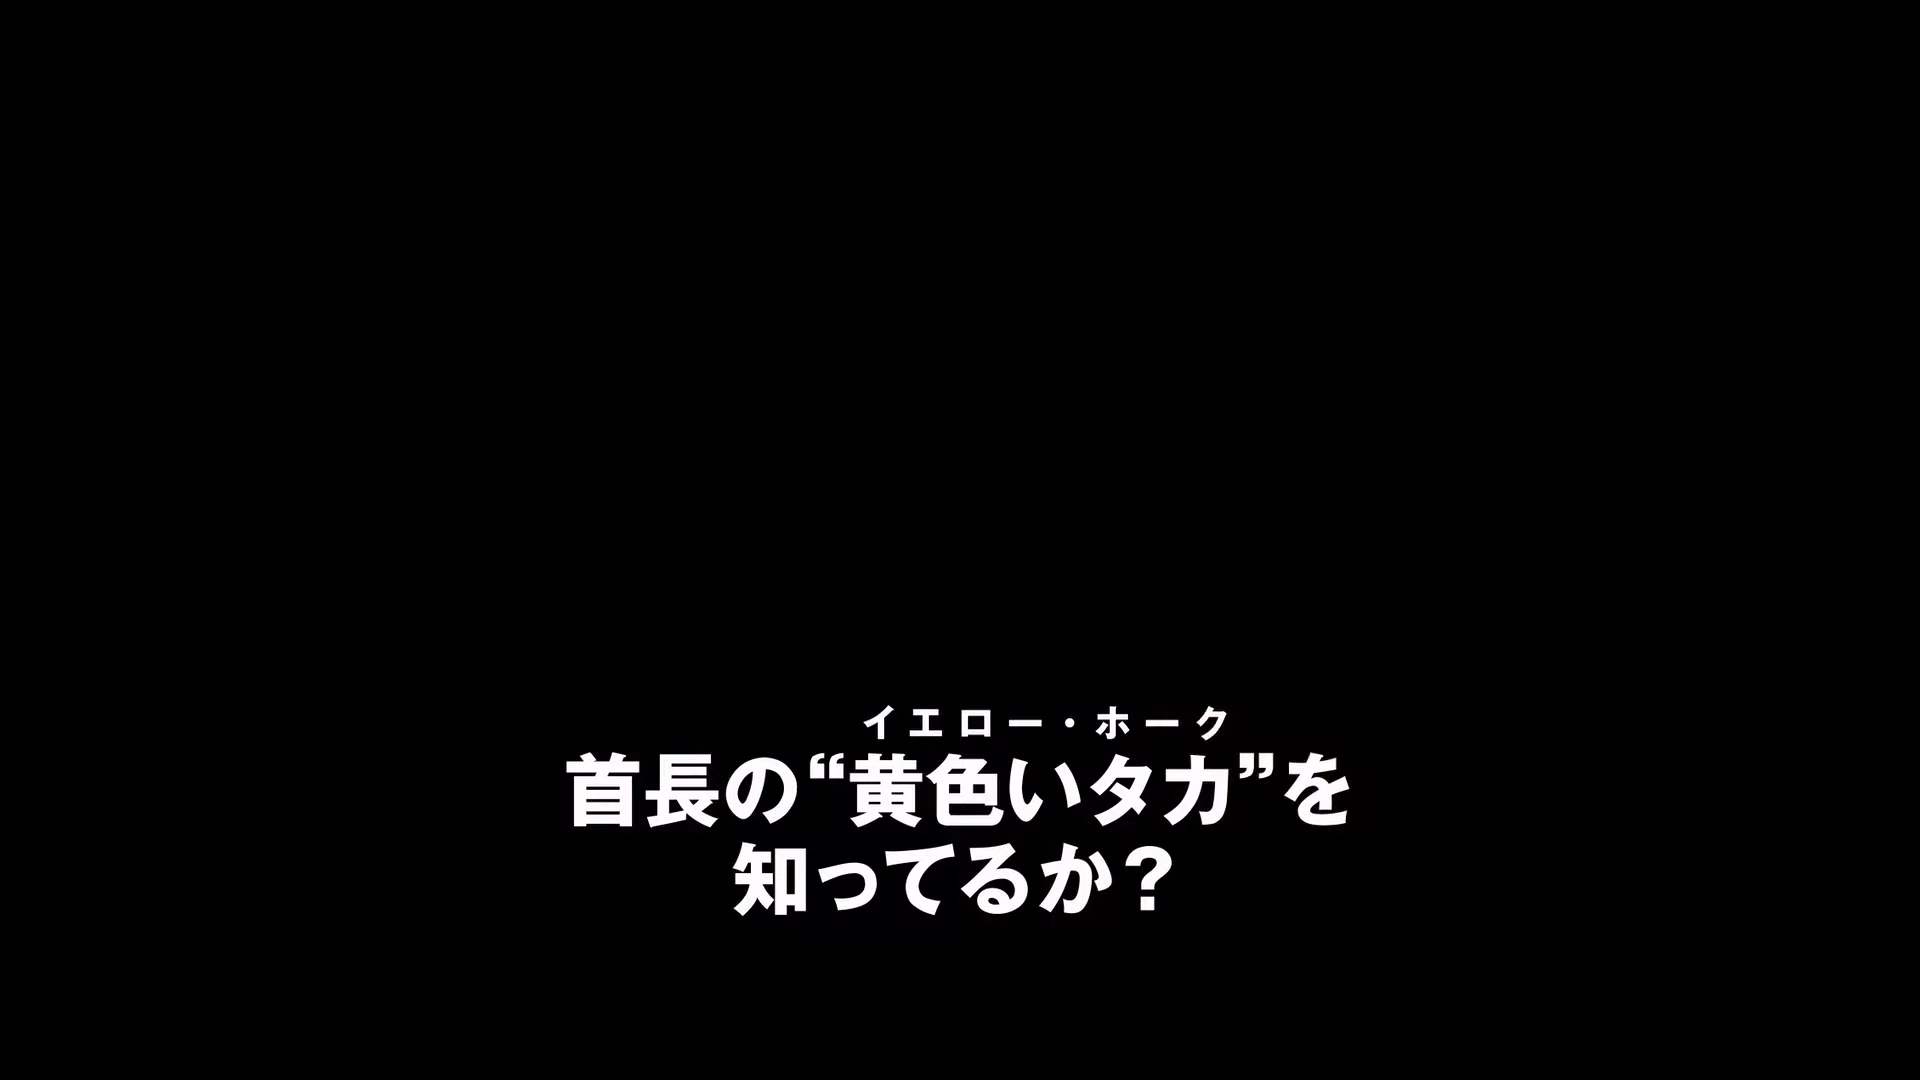 イエロー・ホーク
首長の“黄色いタカ”を
知ってるか？